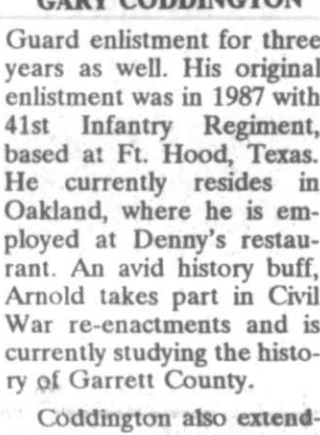 GARY CODDINGTON
Guard enlistment for three
years as well. His original
enlistment was in 1987 with
41st Infantry Regiment,
based at Ft. Hood, Texas.
He currently resides in
Oakland, where he is em-
ployed at Denny's restau-
rant. An avid history buff,
Arnold takes part in Civil
War re-enactments and is
currently studying the histo-
ry of Garrett County.
Coddington also extend-